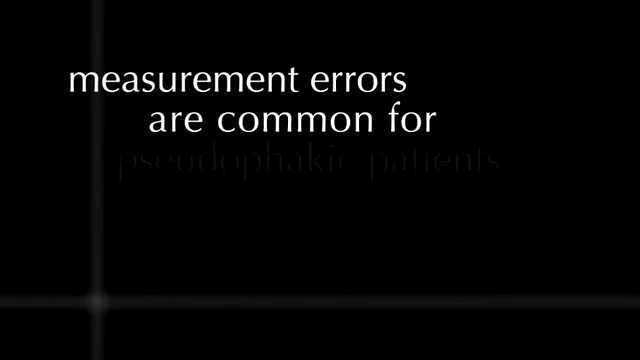 measurement errors
are common for
pseudophakic patients